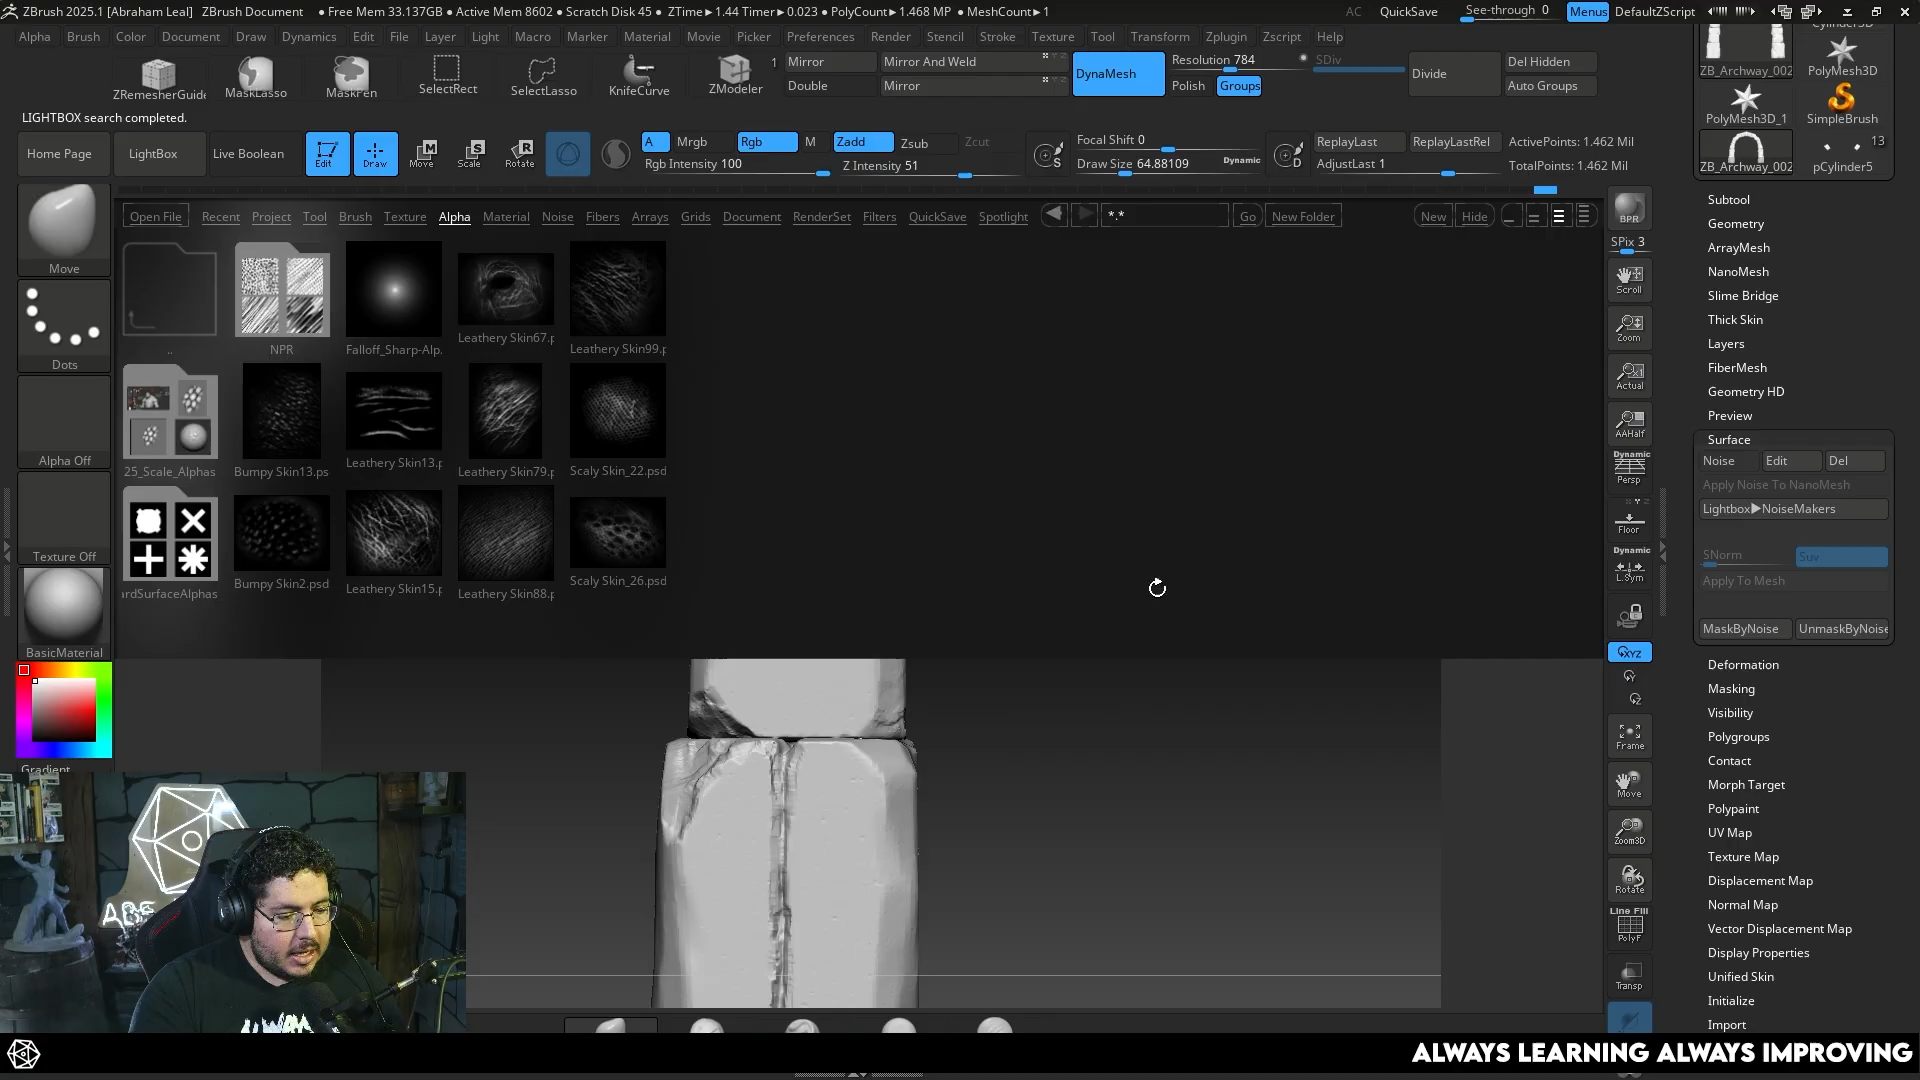 ZBrush 2025.1 [Abraham Leal] ZBrush Document ● Free Mem 33.137GB ● Active Mem 8602 ● Scratch Disk 45 ● ZTime►1.44 Timer►0.023 ● PolyCount►1.468 MP ● MeshCount►1 AC QuickSave See-through 0 Menus DefaultZScript
Alpha Brush Color Document Draw Dynamics Edit File Layer Light Macro Marker Material Movie Picker Preferences Render Stencil Stroke Texture Tool Transform Zplugin Zscript Help
ZRemesherGuide MaskLasso MaskPen SelectRect SelectLasso KnifeCurve ZModeler 1
Mirror Mirror And Weld
Double Mirror
DynaMesh
Resolution 784 SDiv
Polish Groups
Divide
Del Hidden
Auto Groups
LIGHTBOX search completed.
Home Page LightBox Live Boolean Edit Draw Move Scale Rotate
A Mrgb Rgb M Zadd Zsub Zcut
Rgb Intensity 100 Z Intensity 51
S
Focal Shift 0
Draw Size 64.88109 Dynamic
D
ReplayLast ReplayLastRel
AdjustLast 1
ActivePoints: 1.462 Mil
TotalPoints: 1.462 Mil
Open File Recent Project Tool Brush Texture Alpha Material Noise Fibers Arrays Grids Document RenderSet Filters QuickSave Spotlight *.* Go New Folder New Hide
.. NPR Falloff_Sharp-Alp. Leathery Skin67.p Leathery Skin99.p
25_Scale_Alphas Bumpy Skin13.ps Leathery Skin13.p Leathery Skin79.p Scaly Skin_22.psd
ardSurfaceAlphas Bumpy Skin2.psd Leathery Skin15.p Leathery Skin88.p Scaly Skin_26.psd
Move
Dots
Alpha Off
Texture Off
BasicMaterial
Gradient
BPR
SPix 3
Scroll
Zoom
Actual
AAHalf
Dynamic
Persp
Floor
Dynamic
L.Sym
XYZ
Y
Z
Frame
Move
Zoom3D
Rotate
Line Fill
PolyF
Transp
ZB_Archway_002 PolyMesh3D
PolyMesh3D_1 SimpleBrush
13
ZB_Archway_002 pCylinder5
Subtool
Geometry
ArrayMesh
NanoMesh
Slime Bridge
Thick Skin
Layers
FiberMesh
Geometry HD
Preview
Surface
Noise Edit Del
Apply Noise To NanoMesh
Lightbox►NoiseMakers
SNorm Suv
Apply To Mesh
MaskByNoise UnmaskByNoise
Deformation
Masking
Visibility
Polygroups
Contact
Morph Target
Polypaint
UV Map
Texture Map
Displacement Map
Normal Map
Vector Displacement Map
Display Properties
Unified Skin
Initialize
Import
ALWAYS LEARNING ALWAYS IMPROVING